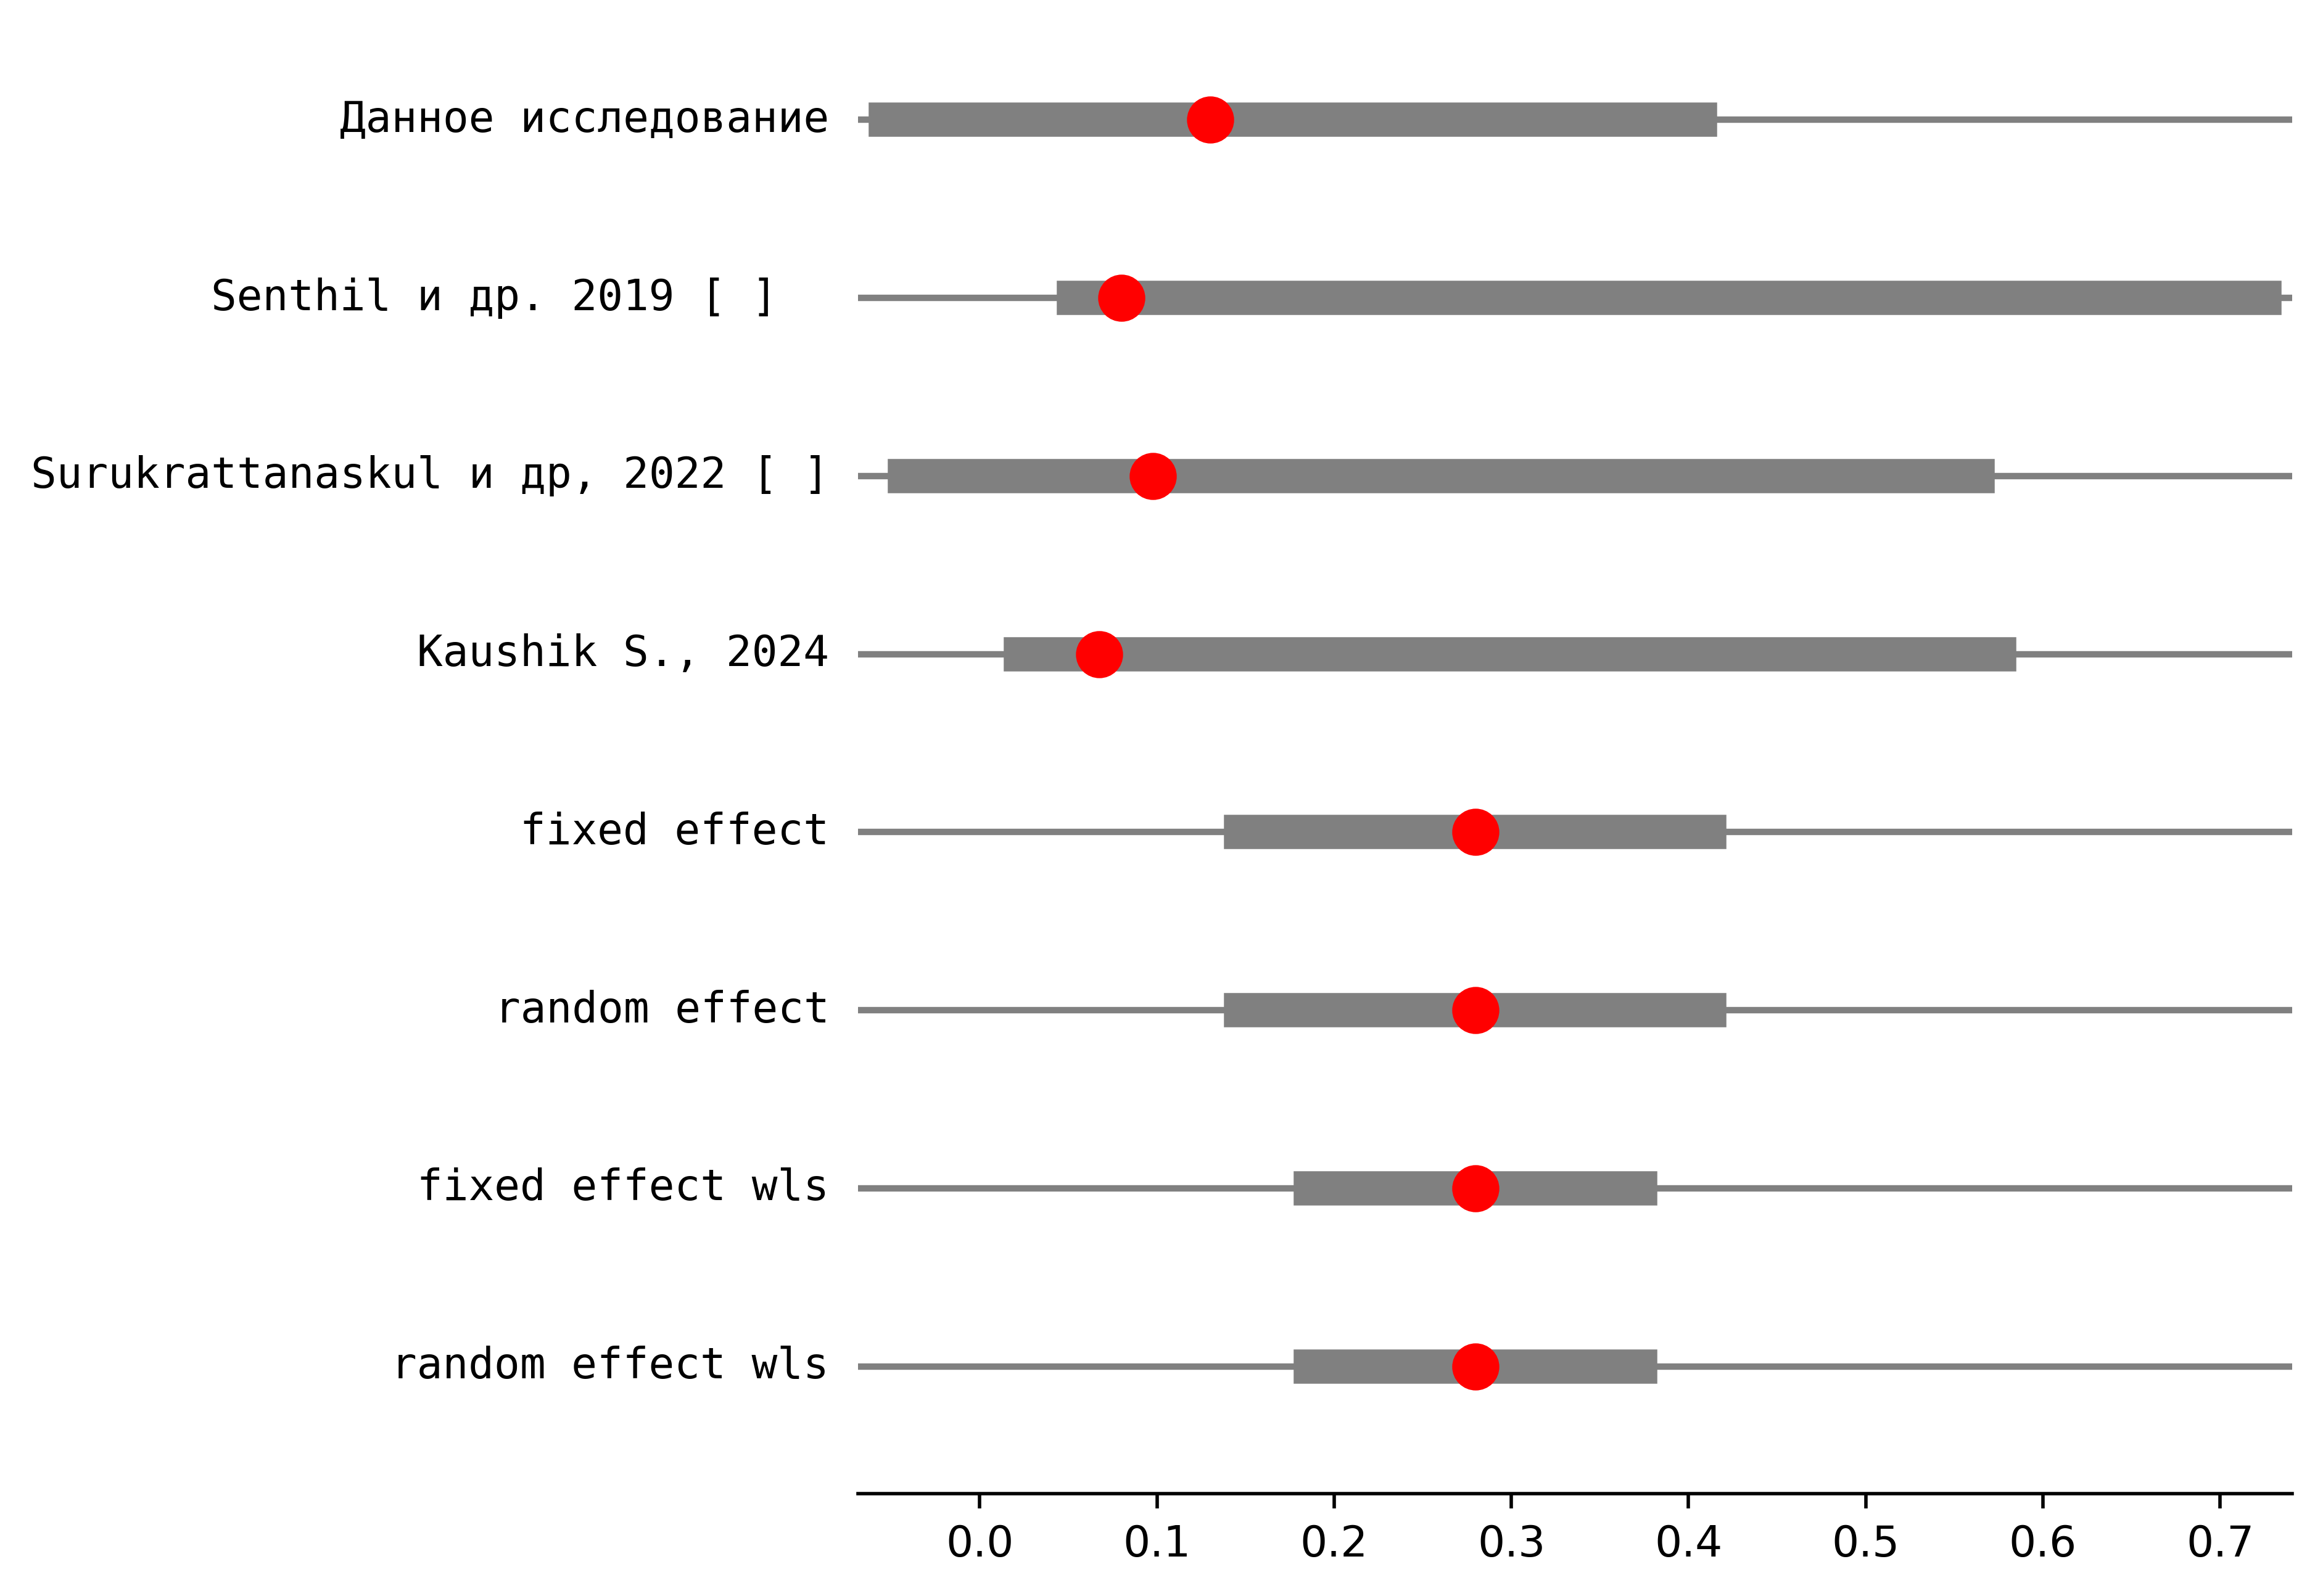 Данное исследование
Senthil и др. 2019 [ ]
Surukrattanaskul и др, 2022 [ ]
Kaushik S., 2024
fixed effect
random effect
fixed effect wls
random effect wls
0.0 0.1 0.2 0.3 0.4 0.5 0.6 0.7